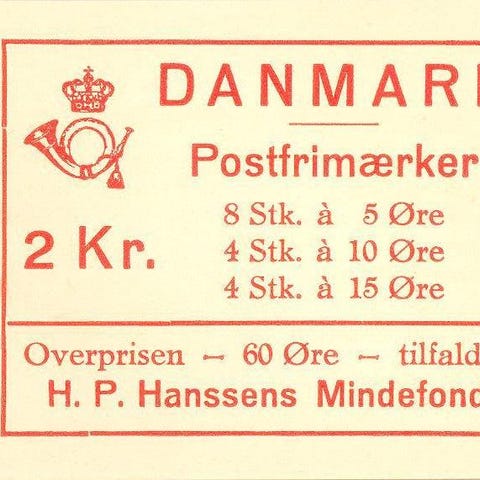 DANMARK
Postfrimærker
8 Stk. à 5 Øre
2 Kr.
4 Stk. à 10 Øre
4 Stk. à 15 Øre
Overprisen – 60 Øre – tilfald
H. P. Hanssens Mindefond